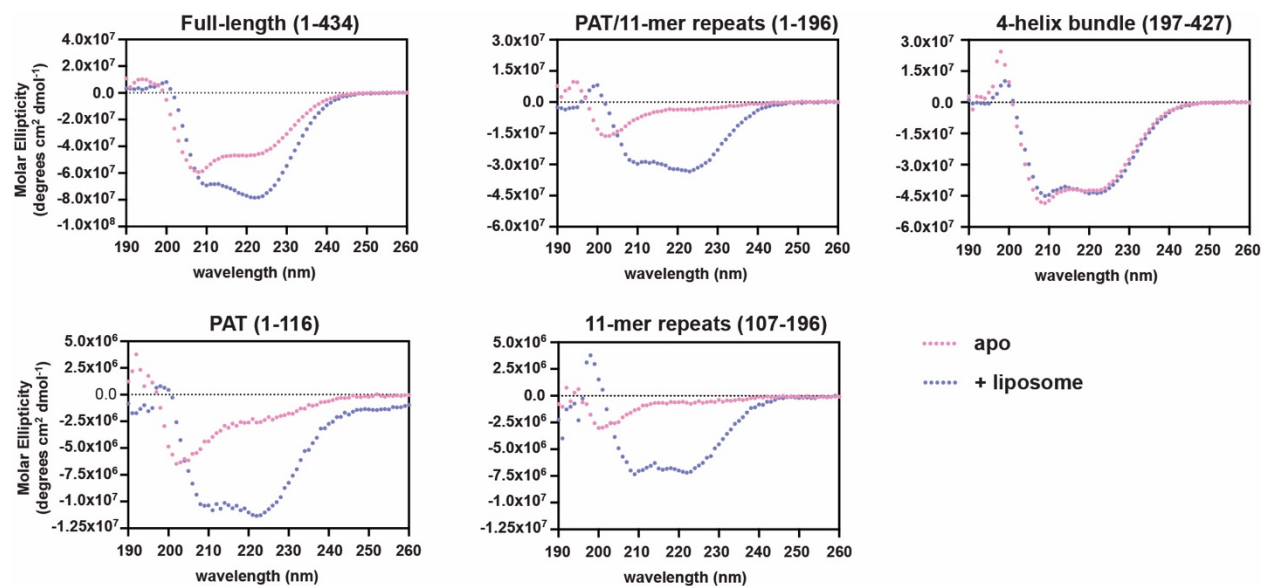 Full-length (1-434)
4.0x10⁷
2.0x10⁷
0.0
-2.0x10⁷
-4.0x10⁷
-6.0x10⁷
-8.0x10⁷
-1.0x10⁸
Molar Ellipticity
(degrees cm² dmol⁻¹)
190 200 210 220 230 240 250 260
wavelength (nm)
PAT/11-mer repeats (1-196)
3.0x10⁷
1.5x10⁷
0.0
-1.5x10⁷
-3.0x10⁷
-4.5x10⁷
-6.0x10⁷
190 200 210 220 230 240 250 260
wavelength (nm)
4-helix bundle (197-427)
3.0x10⁷
1.5x10⁷
0.0
-1.5x10⁷
-3.0x10⁷
-4.5x10⁷
-6.0x10⁷
190 200 210 220 230 240 250 260
wavelength (nm)
PAT (1-116)
5.0x10⁶
2.5x10⁶
0.0
-2.5x10⁶
-5.0x10⁶
-7.5x10⁶
-1.0x10⁷
-1.25x10⁷
Molar Ellipticity
(degrees cm² dmol⁻¹)
190 200 210 220 230 240 250 260
wavelength (nm)
11-mer repeats (107-196)
5.0x10⁶
2.5x10⁶
0.0
-2.5x10⁶
-5.0x10⁶
-7.5x10⁶
-1.0x10⁷
-1.25x10⁷
190 200 210 220 230 240 250 260
wavelength (nm)
apo
+ liposome